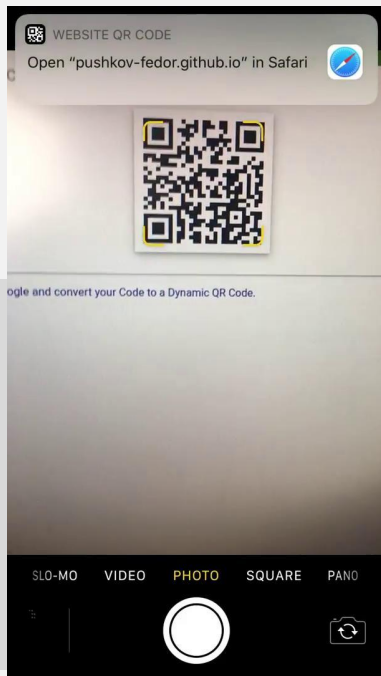 WEBSITE QR CODE
Open “pushkov-fedor.github.io” in Safari
ogle and convert your Code to a Dynamic QR Code.
SLO-MO VIDEO PHOTO SQUARE PANO